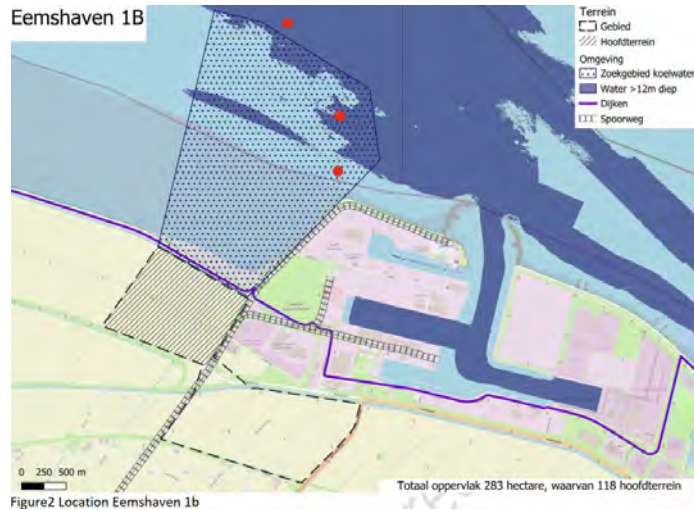 Eemshaven 1B
Terrein
Gebied
Hoofdterrein
Omgeving
Zoekgebied koelwater
Water >12m diep
Dijken
Spoorweg
0 250 500 m
Totaal oppervlak 283 hectare, waarvan 118 hoofdterrein
Figure2 Location Eemshaven 1b